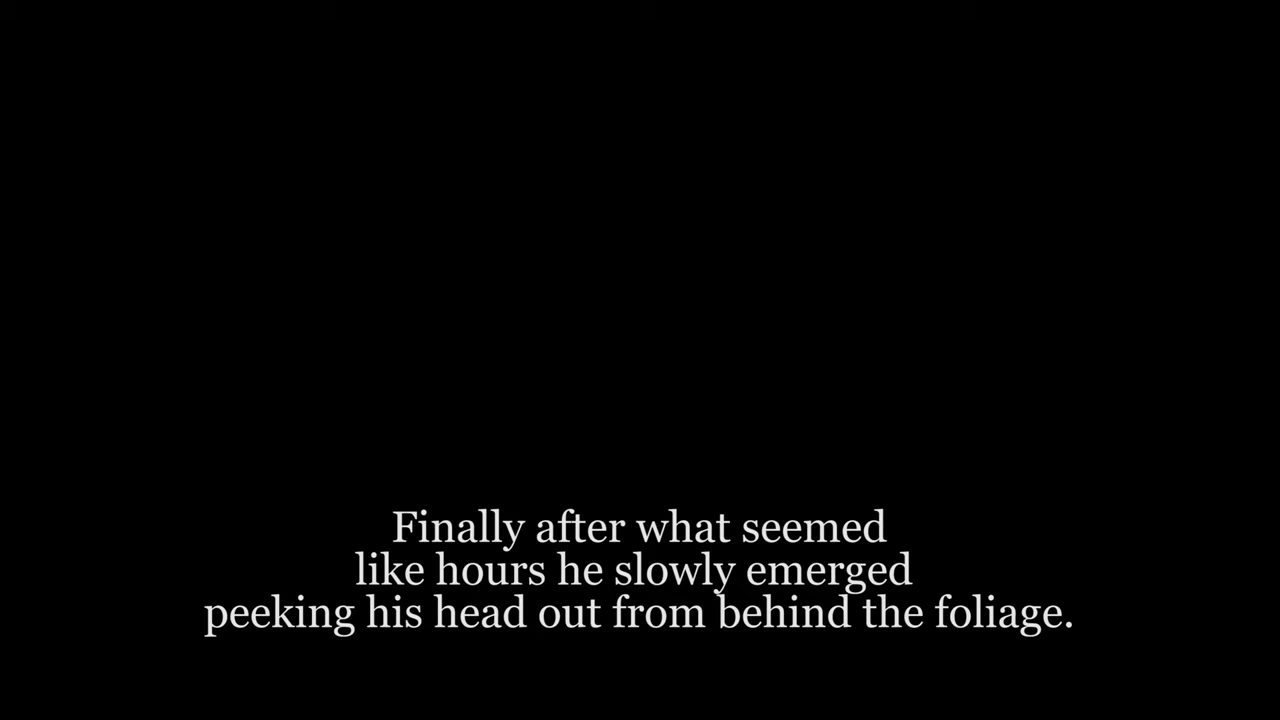 Finally after what seemed
like hours he slowly emerged
peeking his head out from behind the foliage.